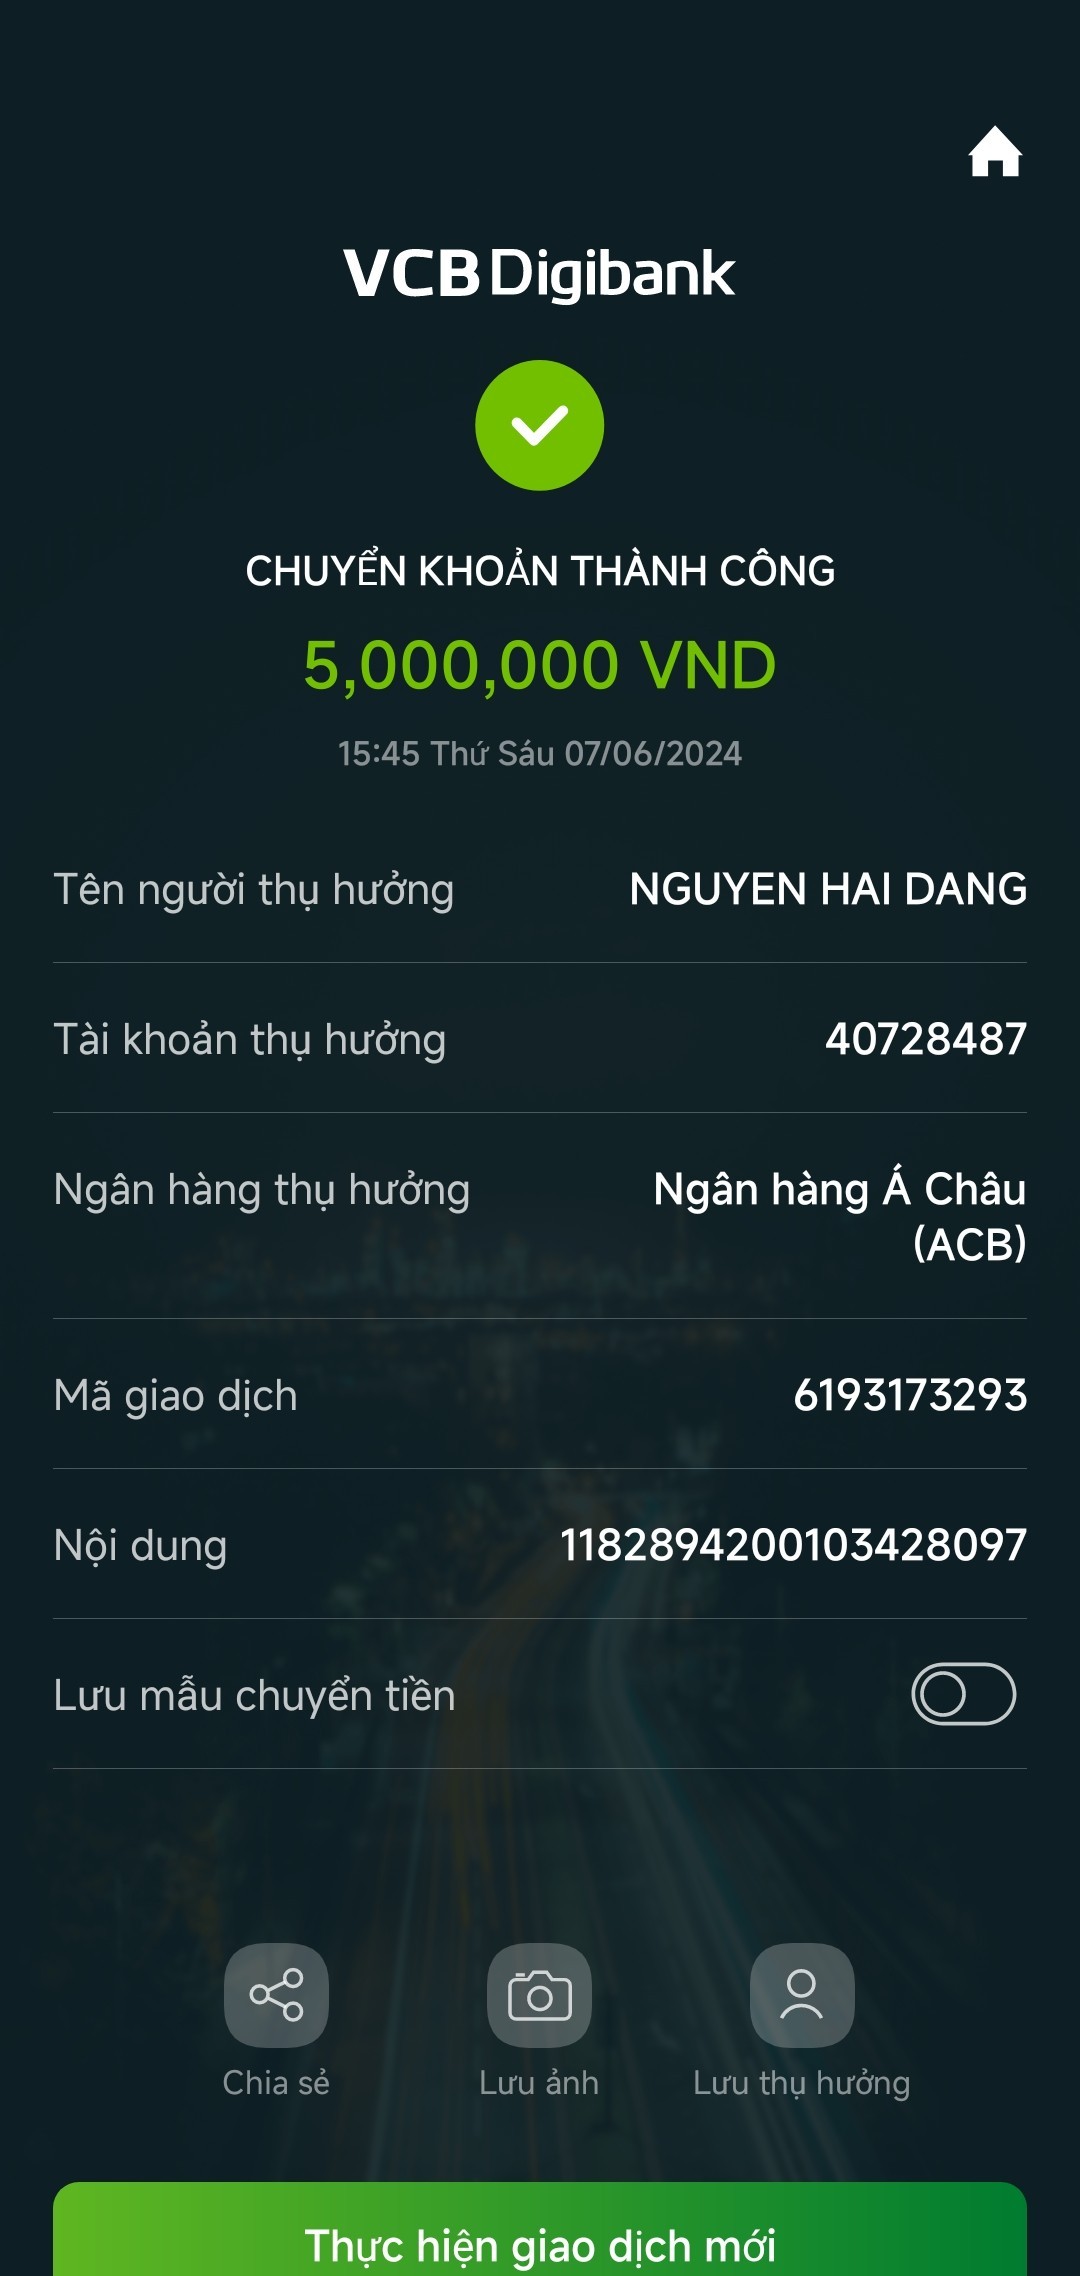 VCB Digibank
CHUYỂN KHOẢN THÀNH CÔNG
5,000,000 VND
15:45 Thứ Sáu 07/06/2024
Tên người thụ hưởng NGUYEN HAI DANG
Tài khoản thụ hưởng 40728487
Ngân hàng thụ hưởng Ngân hàng Á Châu
(ACB)
Mã giao dịch 6193173293
Nội dung 1182894200103428097
Lưu mẫu chuyển tiền
Chia sẻ Lưu ảnh Lưu thụ hưởng
Thực hiện giao dịch mới